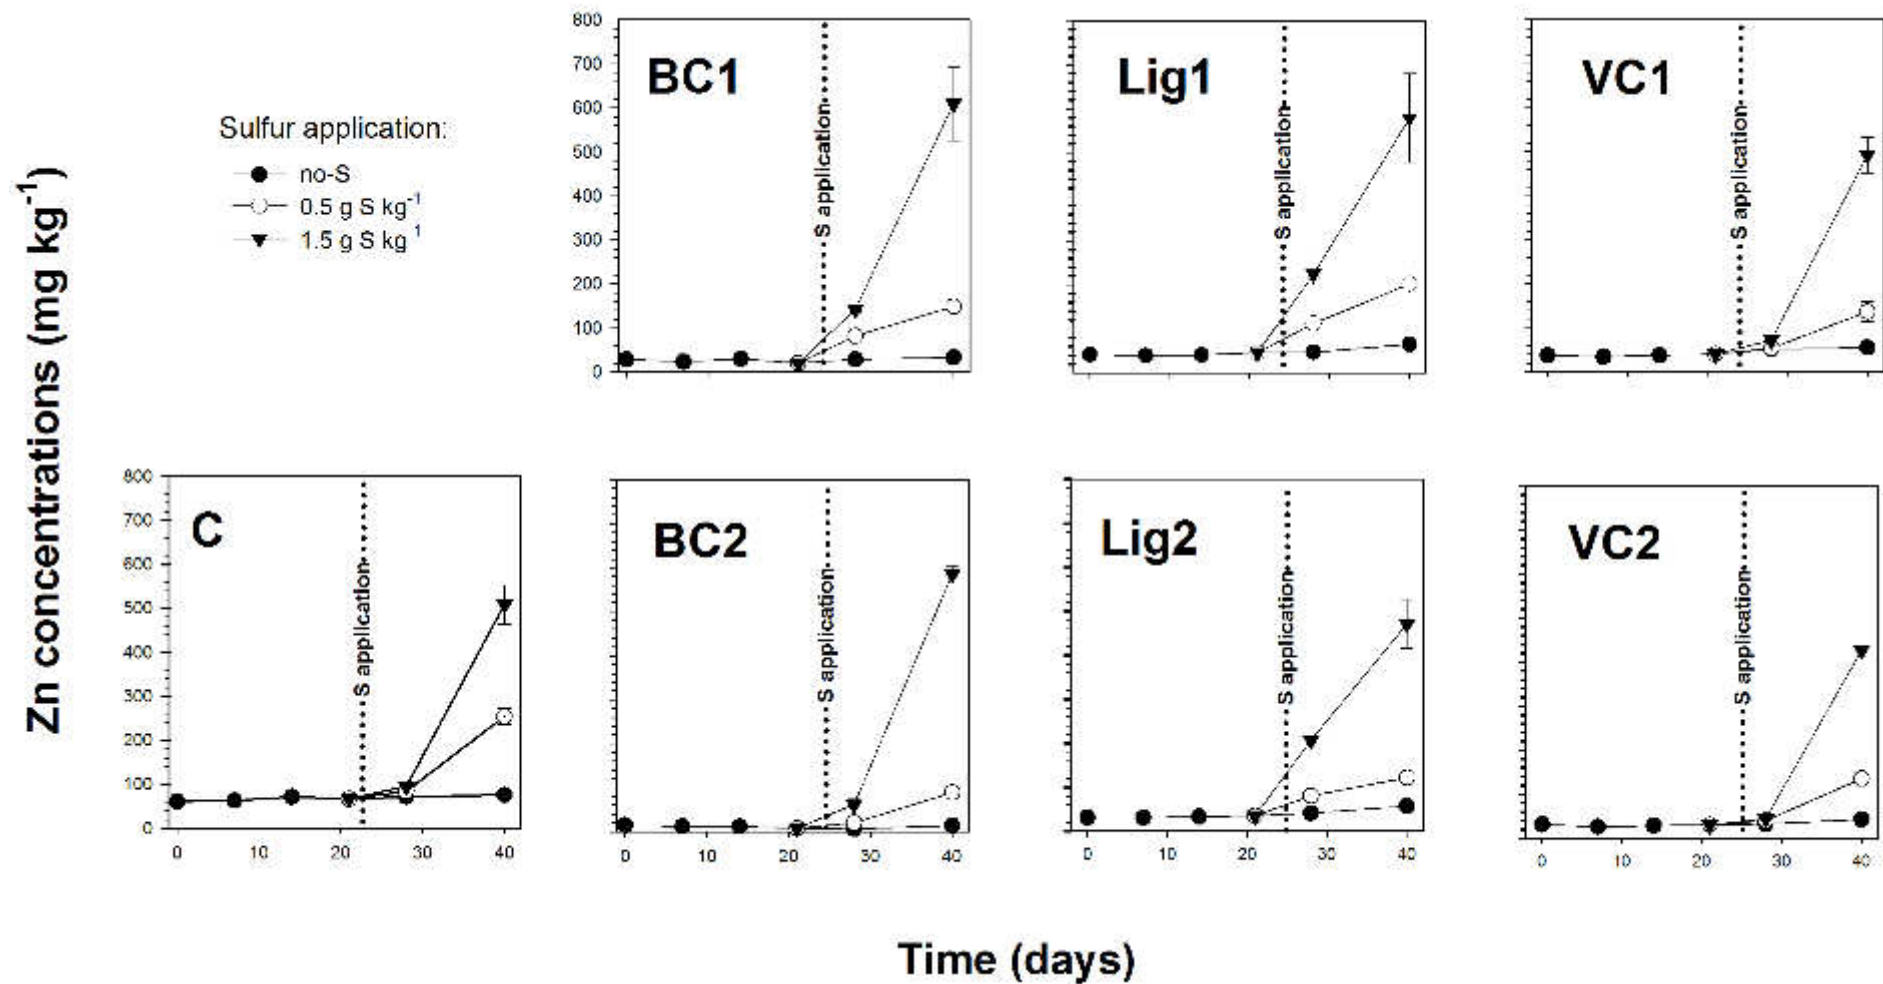 Zn concentrations (mg kg-1)
Sulfur application:
no-S
0.5 g S kg-1
1.5 g S kg-1
800
700
600
500
400
300
200
100
0
BC1
S application
Lig1
S application
VC1
S application
800
700
600
500
400
300
200
100
0
C
S application
0 10 20 30 40
BC2
S application
0 10 20 30 40
Lig2
S application
0 10 20 30 40
VC2
S application
0 10 20 30 40
Time (days)